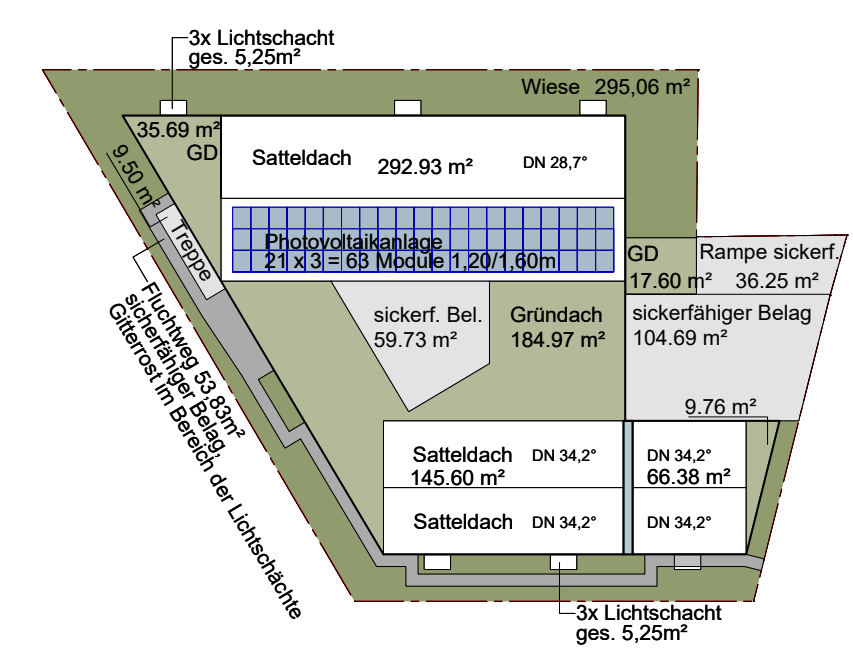 3x Lichtschacht
ges. 5,25m²
Wiese 295,06 m²
35.69 m²
GD
9.50 m²
Satteldach 292.93 m² DN 28,7°
Photovoltaikanlage
21 x 3 = 63 Module 1,20/1,60m
Treppe
GD
17.60 m²
Rampe sickerf.
36.25 m²
sickerf. Bel.
59.73 m²
Gründach
184.97 m²
sickerfähiger Belag
104.69 m²
Fluchtweg 53,83m²
sicherfähiger Belag,
Gitterrost im Bereich der Lichtschächte
9.76 m²
Satteldach DN 34,2°
145.60 m²
DN 34,2°
66.38 m²
Satteldach DN 34,2°
DN 34,2°
3x Lichtschacht
ges. 5,25m²